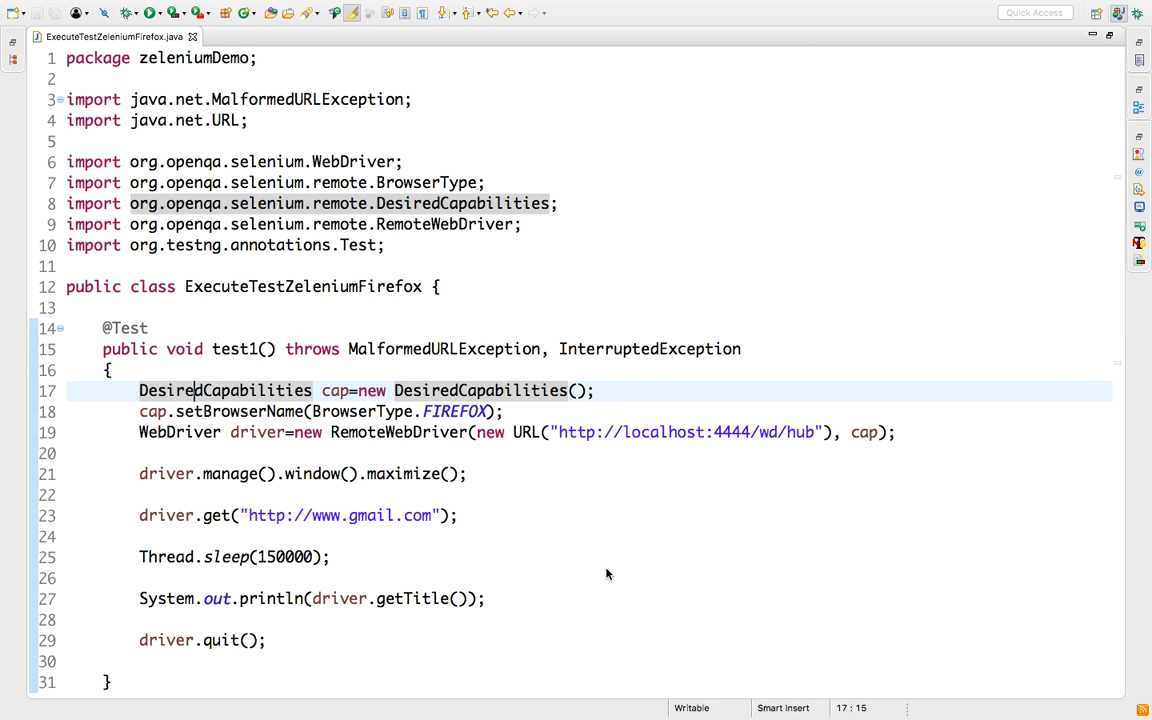 Quick Access
ExecuteTestZeleniumFirefox.java
1 package zeleniumDemo;
2
3 import java.net.MalformedURLException;
4 import java.net.URL;
5
6 import org.openqa.selenium.WebDriver;
7 import org.openqa.selenium.remote.BrowserType;
8 import org.openqa.selenium.remote.DesiredCapabilities;
9 import org.openqa.selenium.remote.RemoteWebDriver;
10 import org.testng.annotations.Test;
11
12 public class ExecuteTestZeleniumFirefox {
13
14 @Test
15 public void test1() throws MalformedURLException, InterruptedException
16 {
17 DesiredCapabilities cap=new DesiredCapabilities();
18 cap.setBrowserName(BrowserType.FIREFOX);
19 WebDriver driver=new RemoteWebDriver(new URL("http://localhost:4444/wd/hub"), cap);
20
21 driver.manage().window().maximize();
22
23 driver.get("http://www.gmail.com");
24
25 Thread.sleep(150000);
26
27 System.out.println(driver.getTitle());
28
29 driver.quit();
30
31 }
Writable Smart Insert 17 : 15